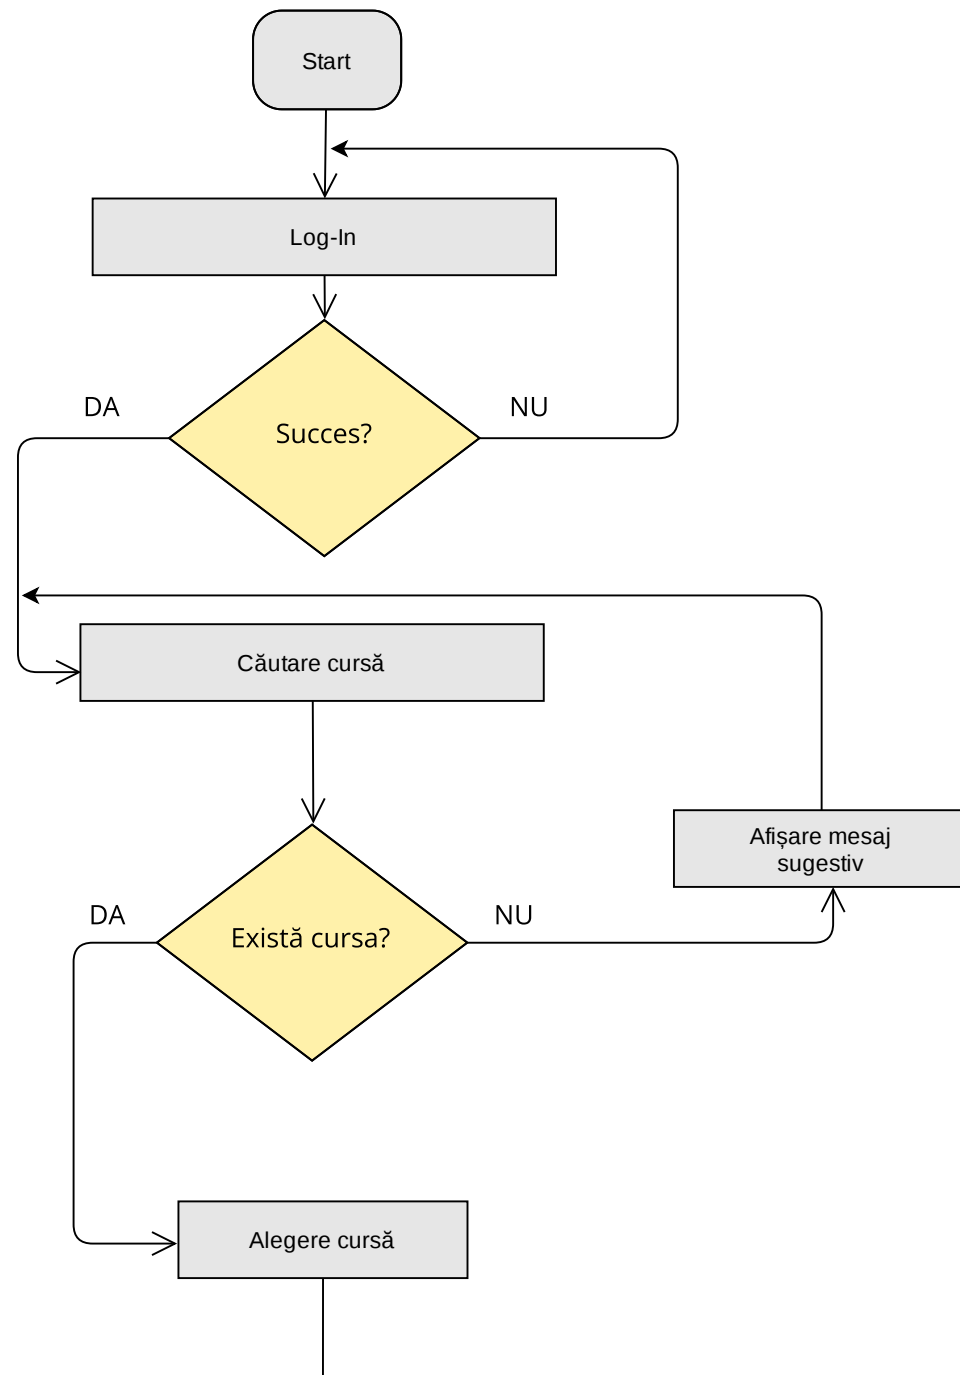 Start
Log-In
DA
NU
Succes?
Căutare cursă
Afișare mesaj
sugestiv
DA
NU
Există cursa?
Alegere cursă